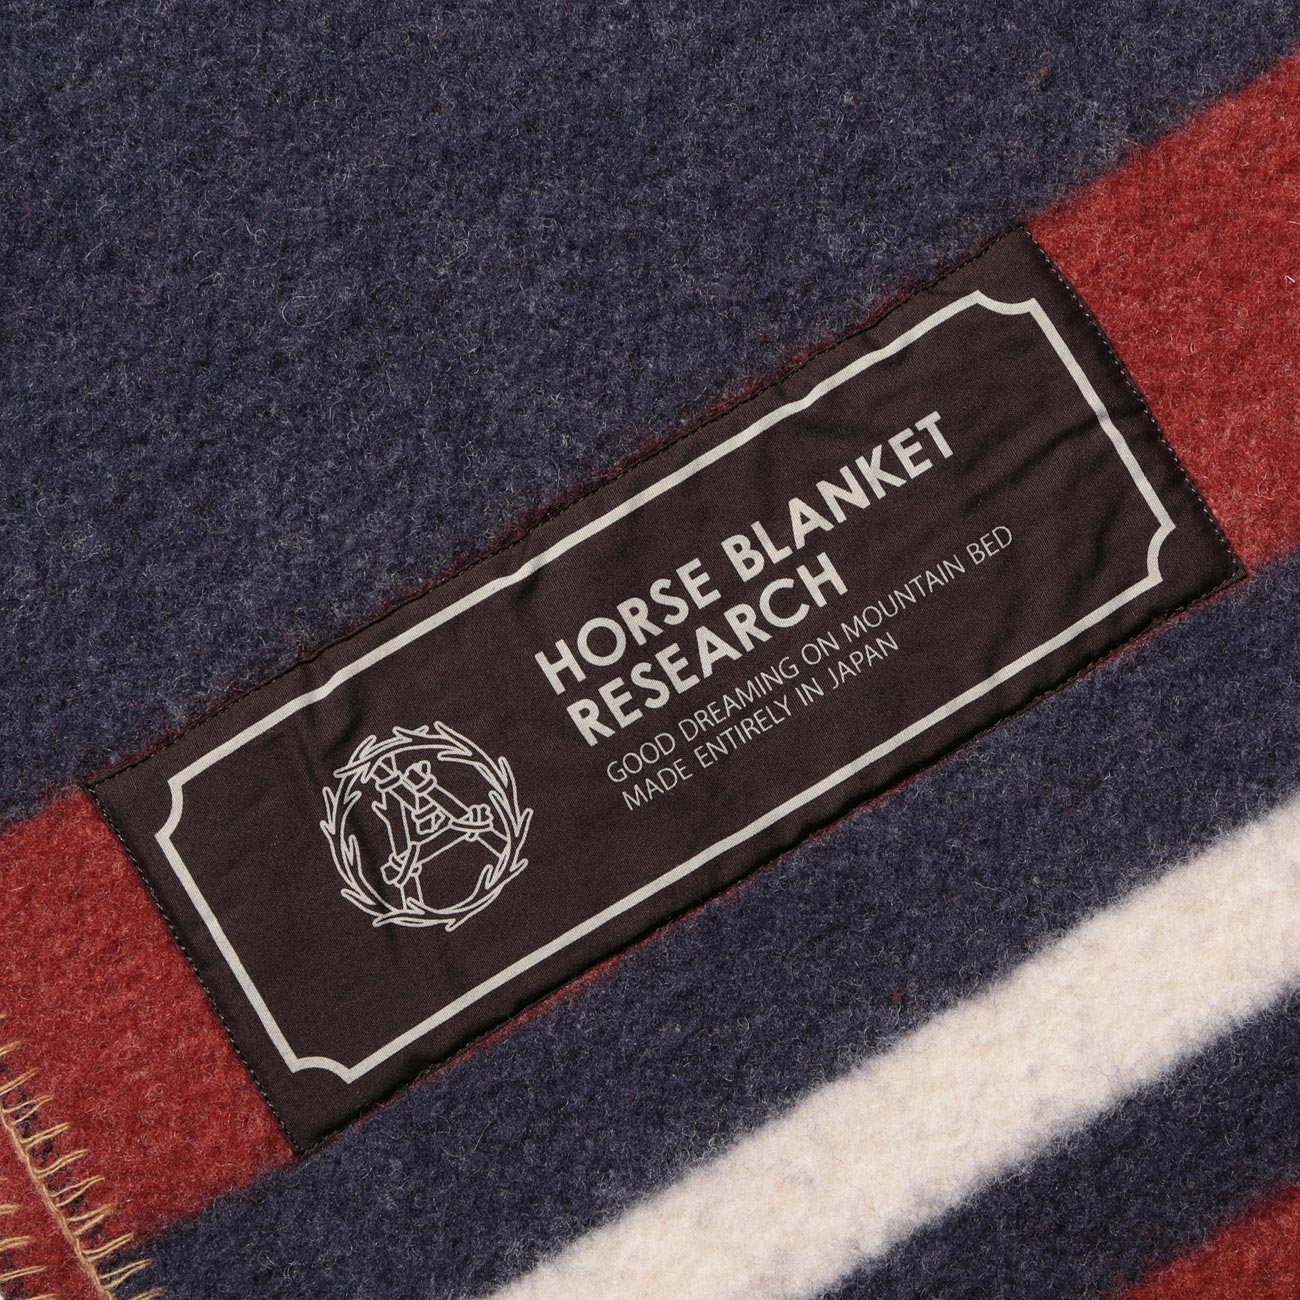 HORSE BLANKET
RESEARCH
GOOD DREAMING ON MOUNTAIN BED
MADE ENTIRELY IN JAPAN